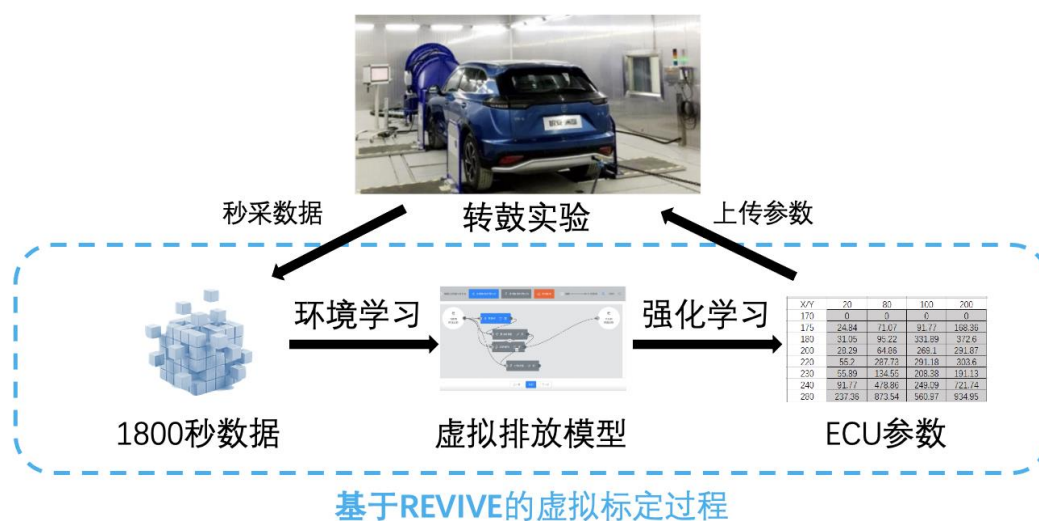 秒采数据
转鼓实验
上传参数
环境学习
强化学习
X/Y 20 80 100 200
170 0 0 0 0
175 24.84 71.07 91.77 168.36
180 31.05 95.22 331.89 372.6
200 28.29 64.86 269.1 291.87
220 55.2 287.73 291.18 303.6
230 55.89 134.55 208.38 191.13
240 91.77 478.86 249.09 721.74
280 237.36 873.54 560.97 934.95
1800秒数据
虚拟排放模型
ECU参数
基于REVIVE的虚拟标定过程